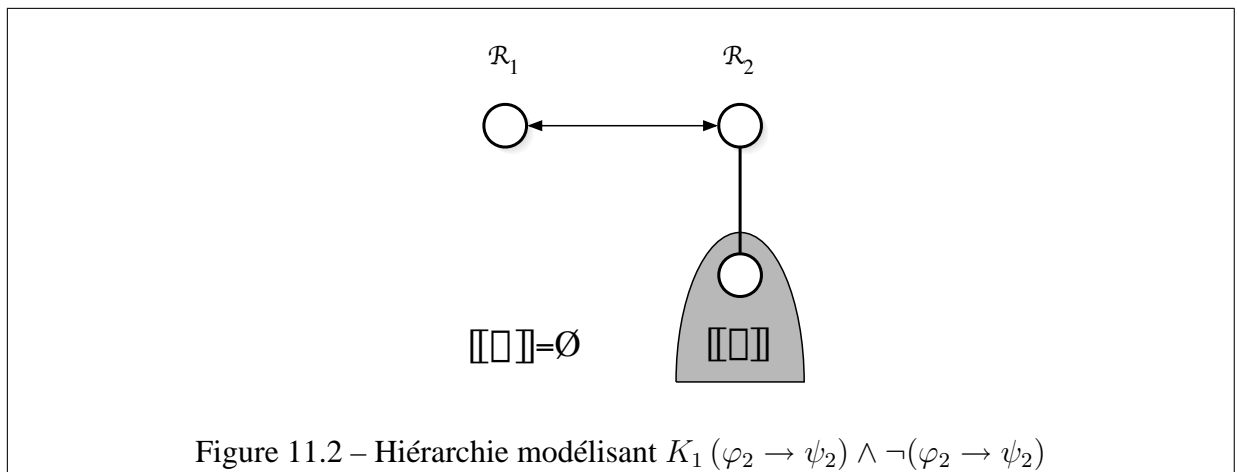 ℛ₁ ℛ₂
⟦□⟧=Ø ⟦□⟧
Figure 11.2 – Hiérarchie modélisant K₁ (φ₂ → ψ₂) ∧ ¬(φ₂ → ψ₂)